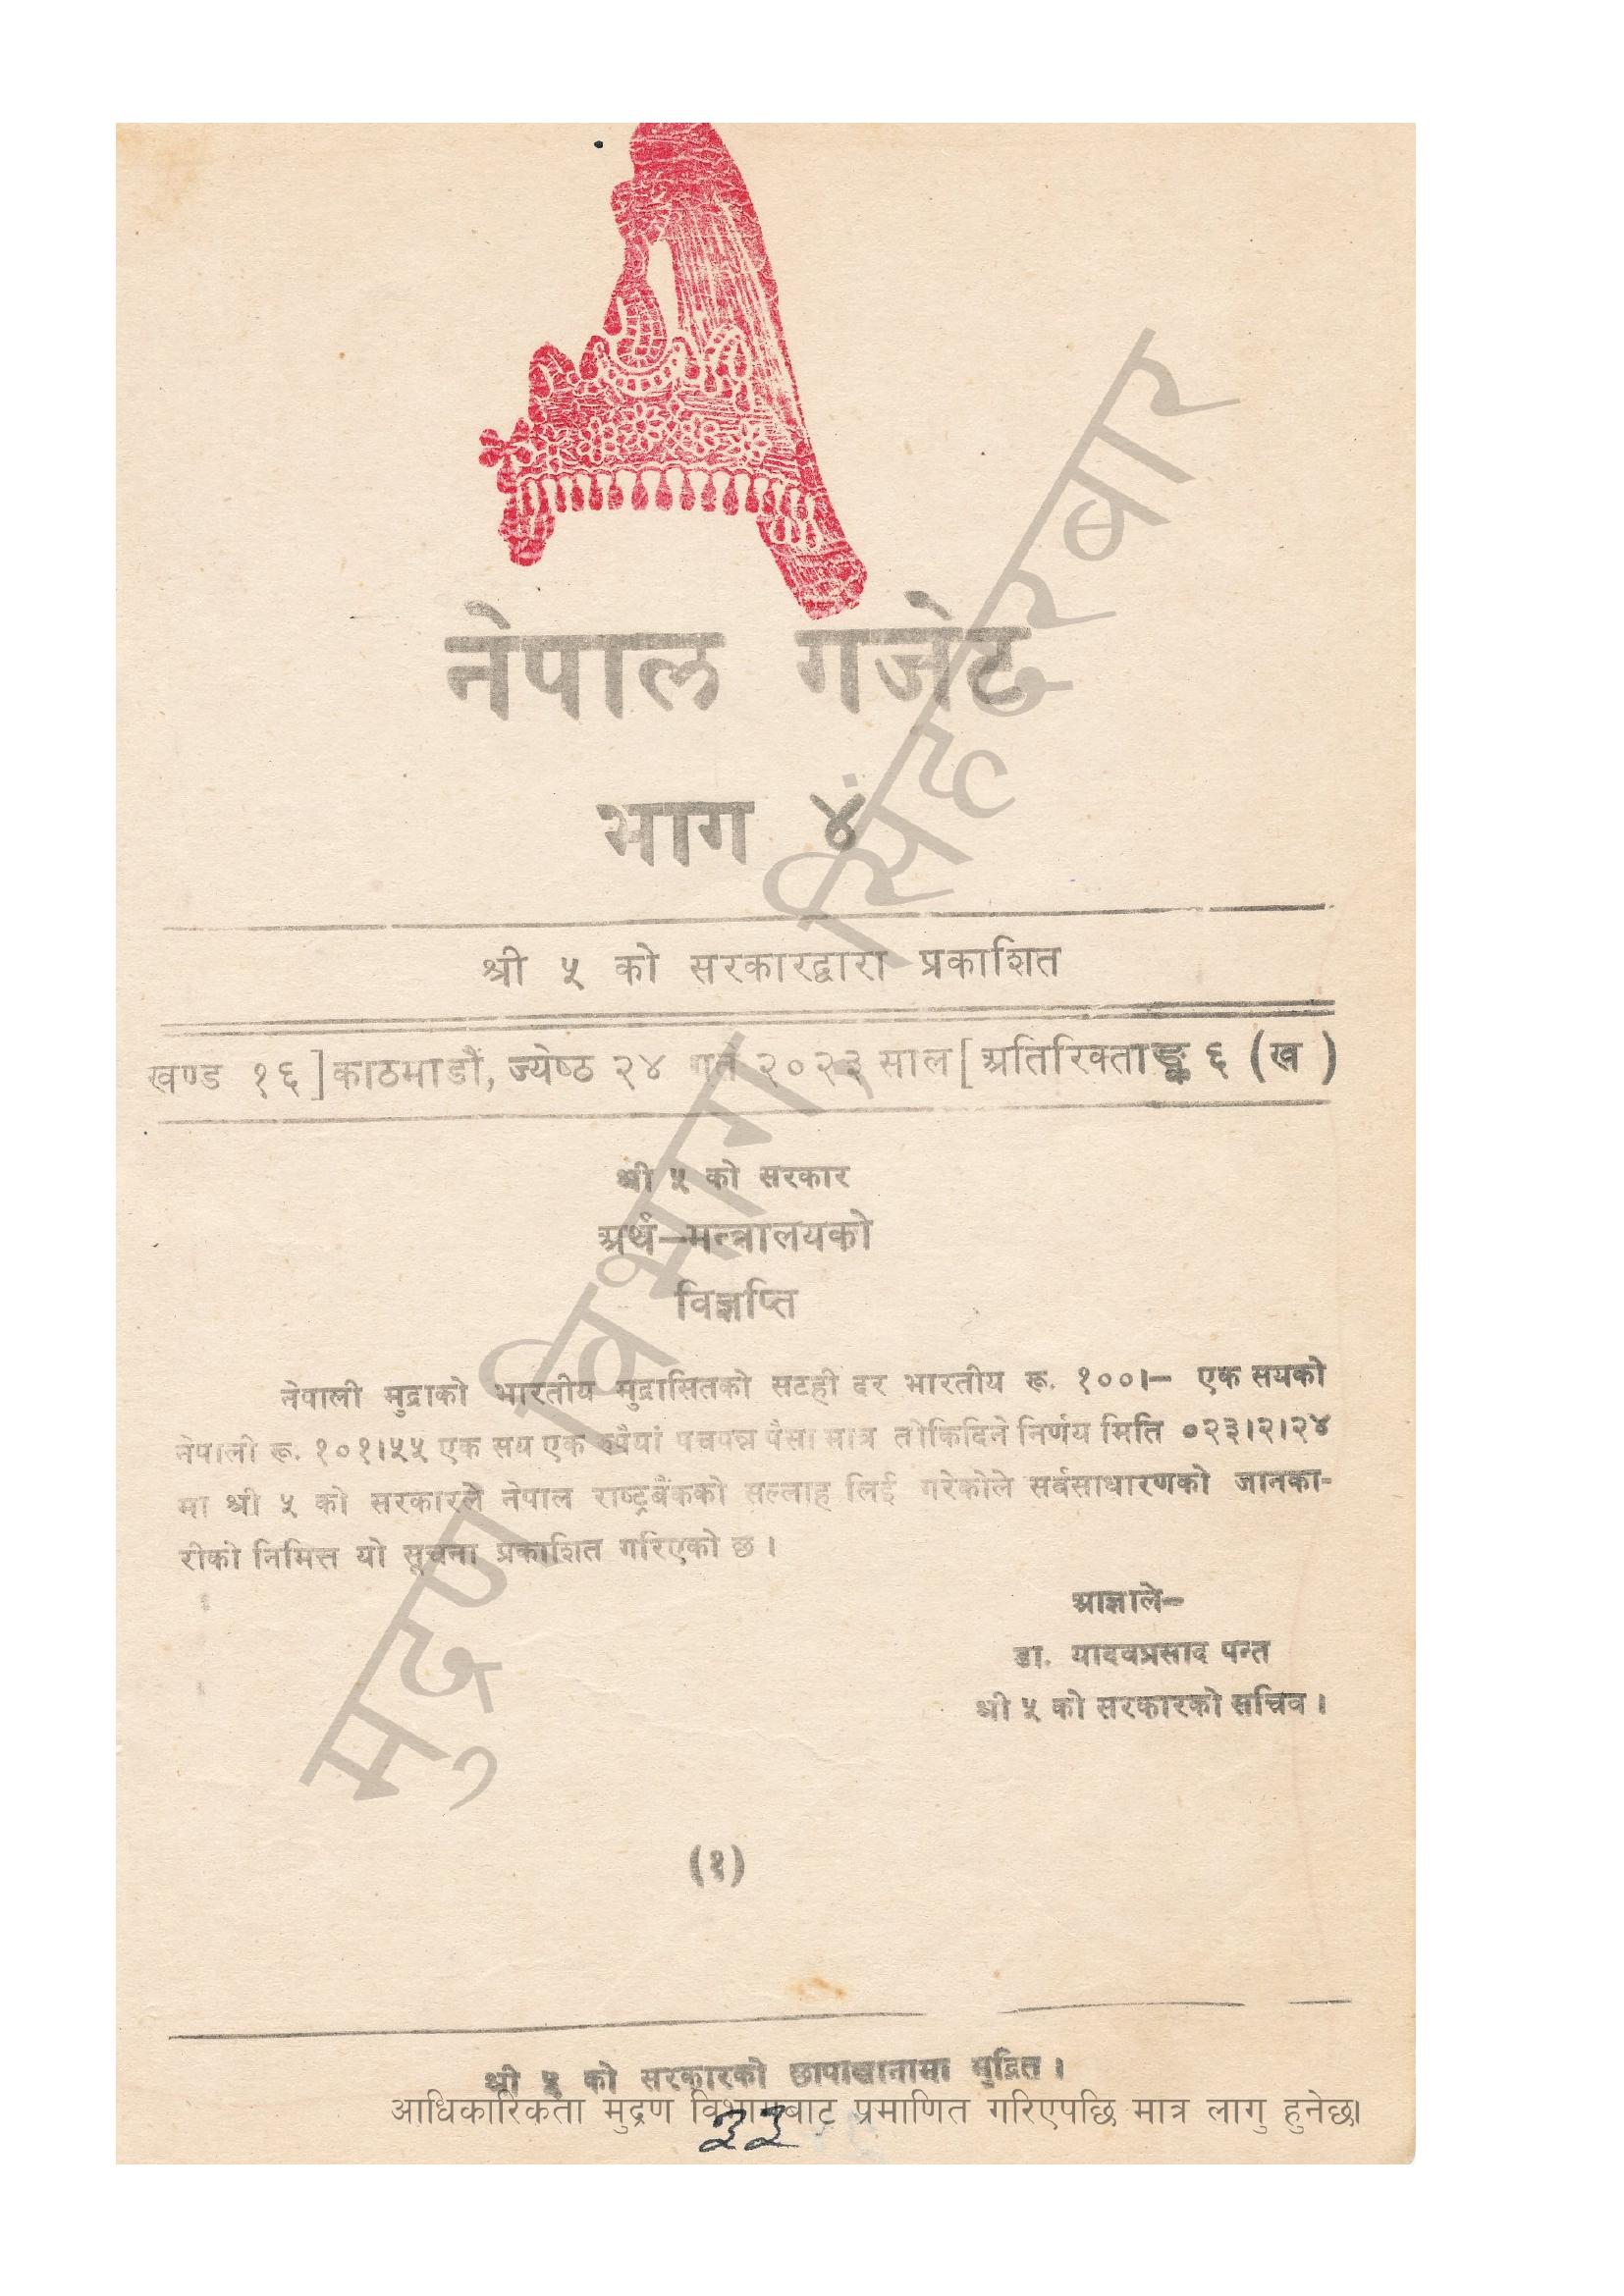 नेपाल गजेट
भाग ४
श्री ५ को सरकारद्वारा प्रकाशित
खण्ड १६] काठमाडौं, ज्येष्ठ २४ गते २०२३ साल [ अतिरिक्ताङ्क ६ (ख )
श्री ५ को सरकार
अर्थ–मन्त्रालयको
विज्ञप्ति
नेपाली मुद्राको भारतीय मुद्रासितको सटही दर भारतीय रू. १००।– एक सयको
नेपाली रू. १०१।५५ एक सय एक रूपैयां पचपन्न पैसा मात्र तोकिदिने निर्णय मिति ०२३।२।२४
मा श्री ५ को सरकारले नेपाल राष्ट्रबैंकको सल्लाह लिई गरेकोले सर्वसाधारणको जानका-
रीको निमित्त यो सूचना प्रकाशित गरिएको छ ।
आज्ञाले–
डा. यादवप्रसाद पन्त
श्री ५ को सरकारको सचिव ।
(१)
श्री ५ को सरकारको छापाखानामा मुद्रित ।
आधिकारिकता मुद्रण विभागबाट प्रमाणित गरिएपछि मात्र लागु हुनेछ।
३३
मुद्रण विभाग सिंहदरबार